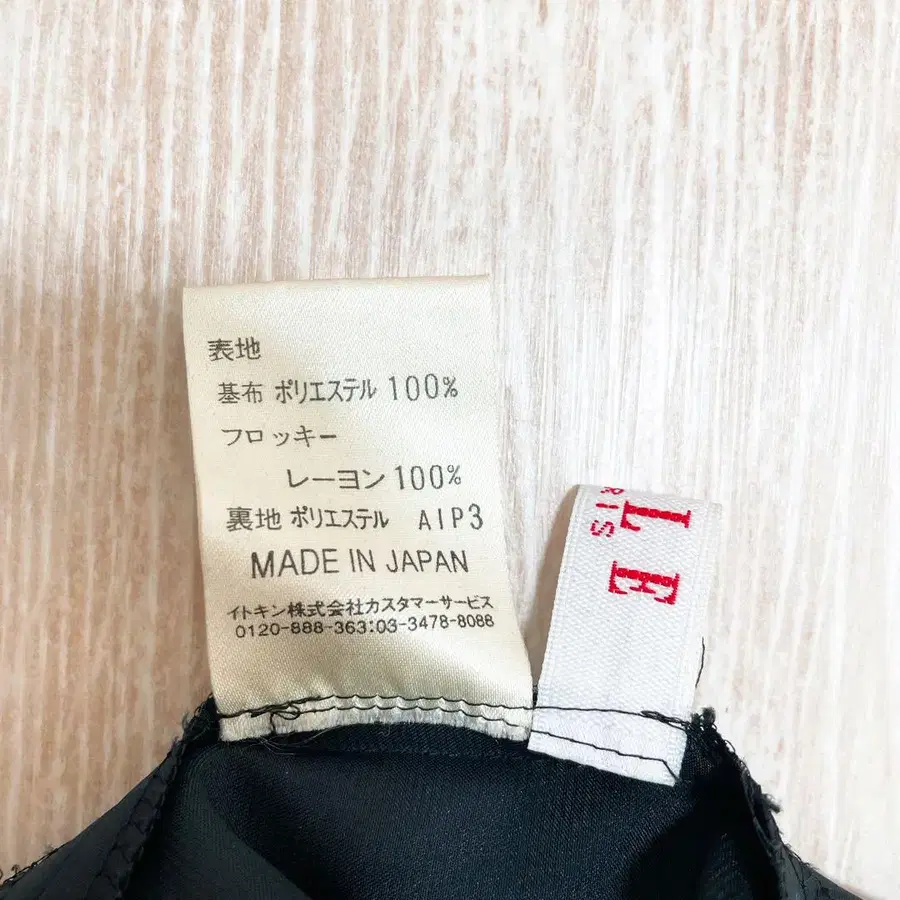 表地
基布 ポリエステル 100%
フロッキー
レーヨン 100%
裏地 ポリエステル AIP3
MADE IN JAPAN
イトキン株式会社カスタマーサービス
0120-888-363:03-3478-8088
LE
RIS